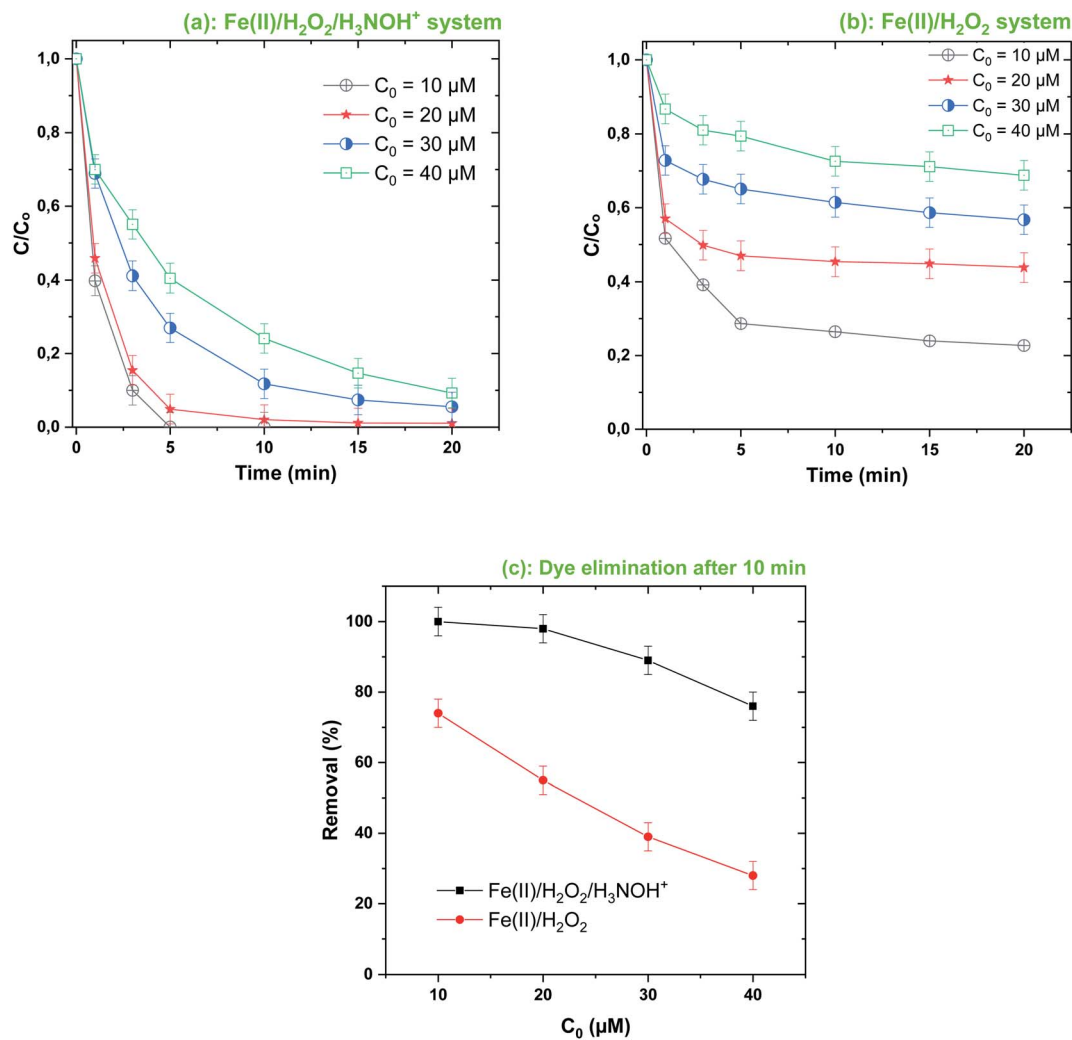 (a): Fe(II)/H₂O₂/H₃NOH⁺ system
1,0
0,8
0,6
0,4
0,2
0,0
C/Cₒ
C₀ = 10 µM
C₀ = 20 µM
C₀ = 30 µM
C₀ = 40 µM
0 5 10 15 20
Time (min)
(b): Fe(II)/H₂O₂ system
1,0
0,8
0,6
0,4
0,2
0,0
C/Cₒ
C₀ = 10 µM
C₀ = 20 µM
C₀ = 30 µM
C₀ = 40 µM
0 5 10 15 20
Time (min)
(c): Dye elimination after 10 min
100
80
60
40
20
0
Removal (%)
Fe(II)/H₂O₂/H₃NOH⁺
Fe(II)/H₂O₂
10 20 30 40
C₀ (µM)